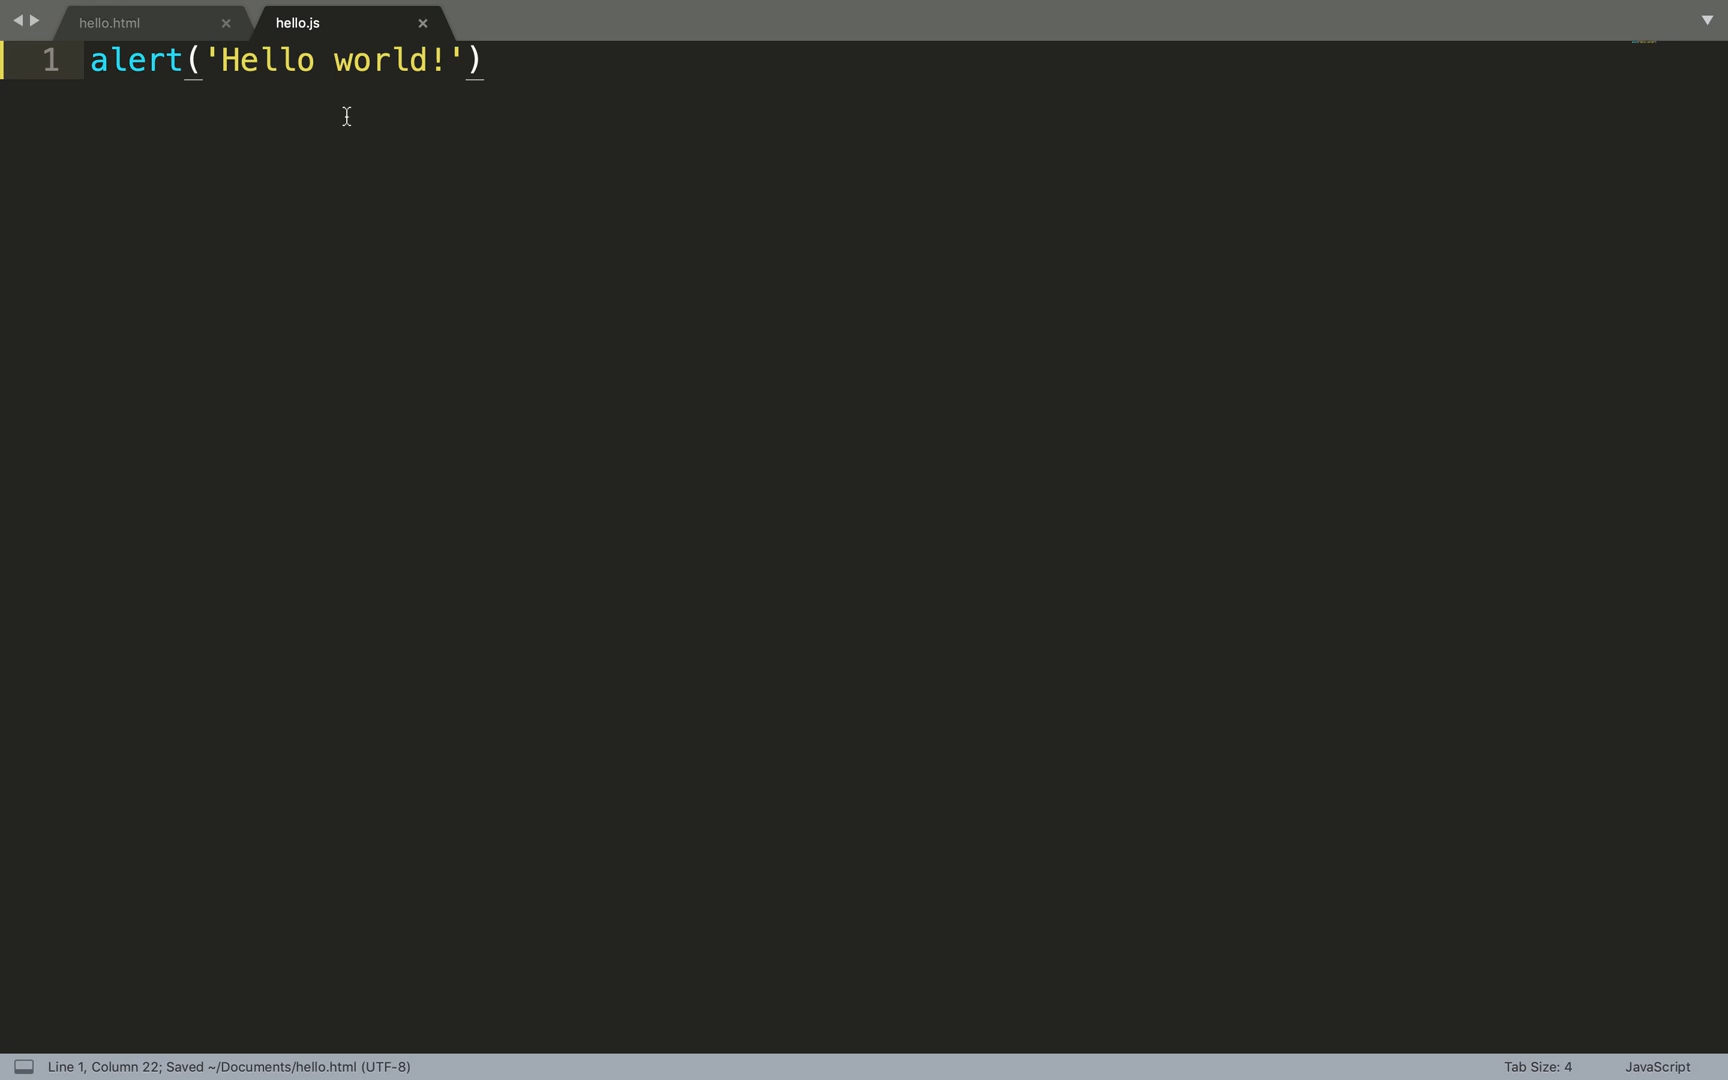 hello.html × hello.js ×
1 alert('Hello world!')
Line 1, Column 22; Saved ~/Documents/hello.html (UTF-8) Tab Size: 4 JavaScript